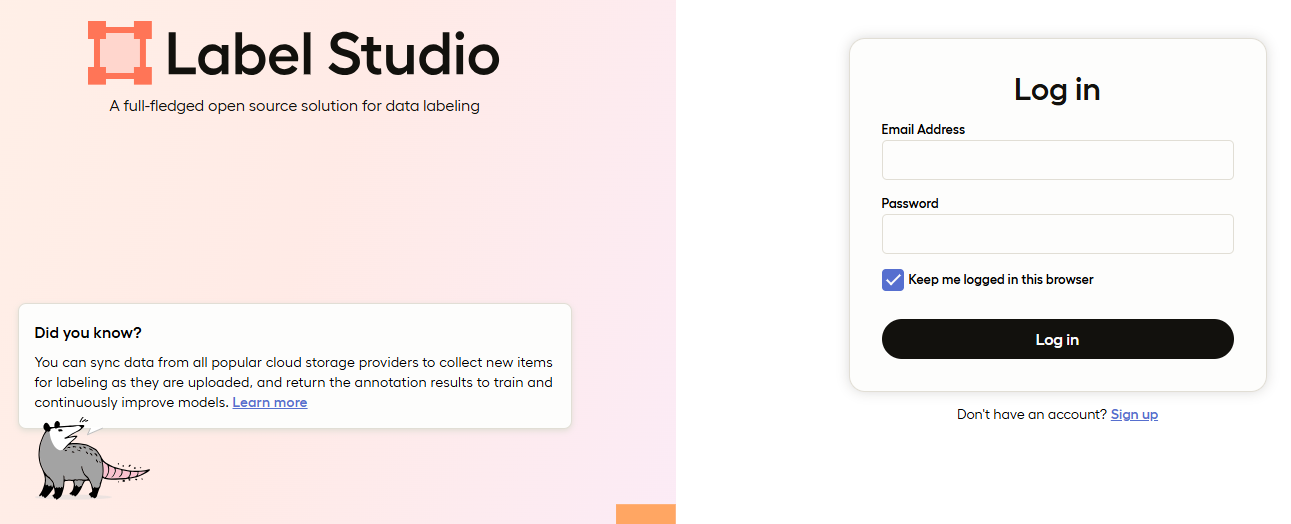 Label Studio
A full-fledged open source solution for data labeling
Did you know?
You can sync data from all popular cloud storage providers to collect new items
for labeling as they are uploaded, and return the annotation results to train and
continuously improve models. Learn more
Log in
Email Address
Password
Keep me logged in this browser
Log in
Don't have an account? Sign up